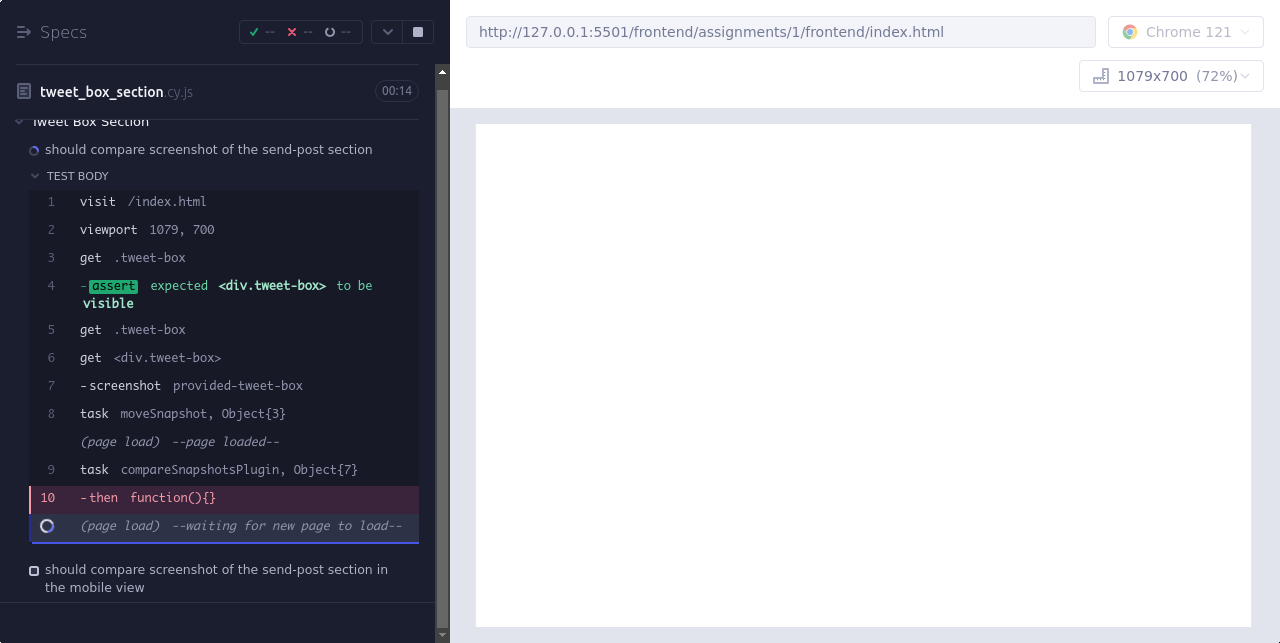 Specs
--
--
--
tweet_box_section.cy.js
00:14
Tweet Box Section
should compare screenshot of the send-post section
TEST BODY
1 visit /index.html
2 viewport 1079, 700
3 get .tweet-box
4 -assert expected <div.tweet-box> to be
visible
5 get .tweet-box
6 get <div.tweet-box>
7 -screenshot provided-tweet-box
8 task moveSnapshot, Object{3}
(page load) --page loaded--
9 task compareSnapshotsPlugin, Object{7}
10 -then function(){}
(page load) --waiting for new page to load--
should compare screenshot of the send-post section in
the mobile view
http://127.0.0.1:5501/frontend/assignments/1/frontend/index.html
Chrome 121
1079x700 (72%)